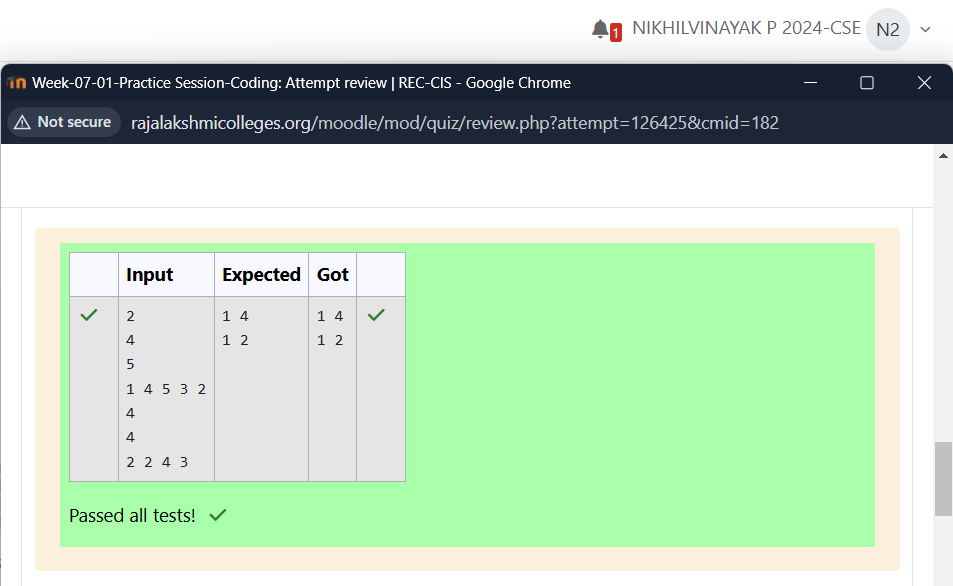 1
NIKHILVINAYAK P 2024-CSE N2
Week-07-01-Practice Session-Coding: Attempt review | REC-CIS - Google Chrome
Not secure rajalakshmicolleges.org/moodle/mod/quiz/review.php?attempt=126425&cmid=182
Input Expected Got
2 1 4 1 4
4 1 2 1 2
5
1 4 5 3 2
4
4
2 2 4 3
Passed all tests!